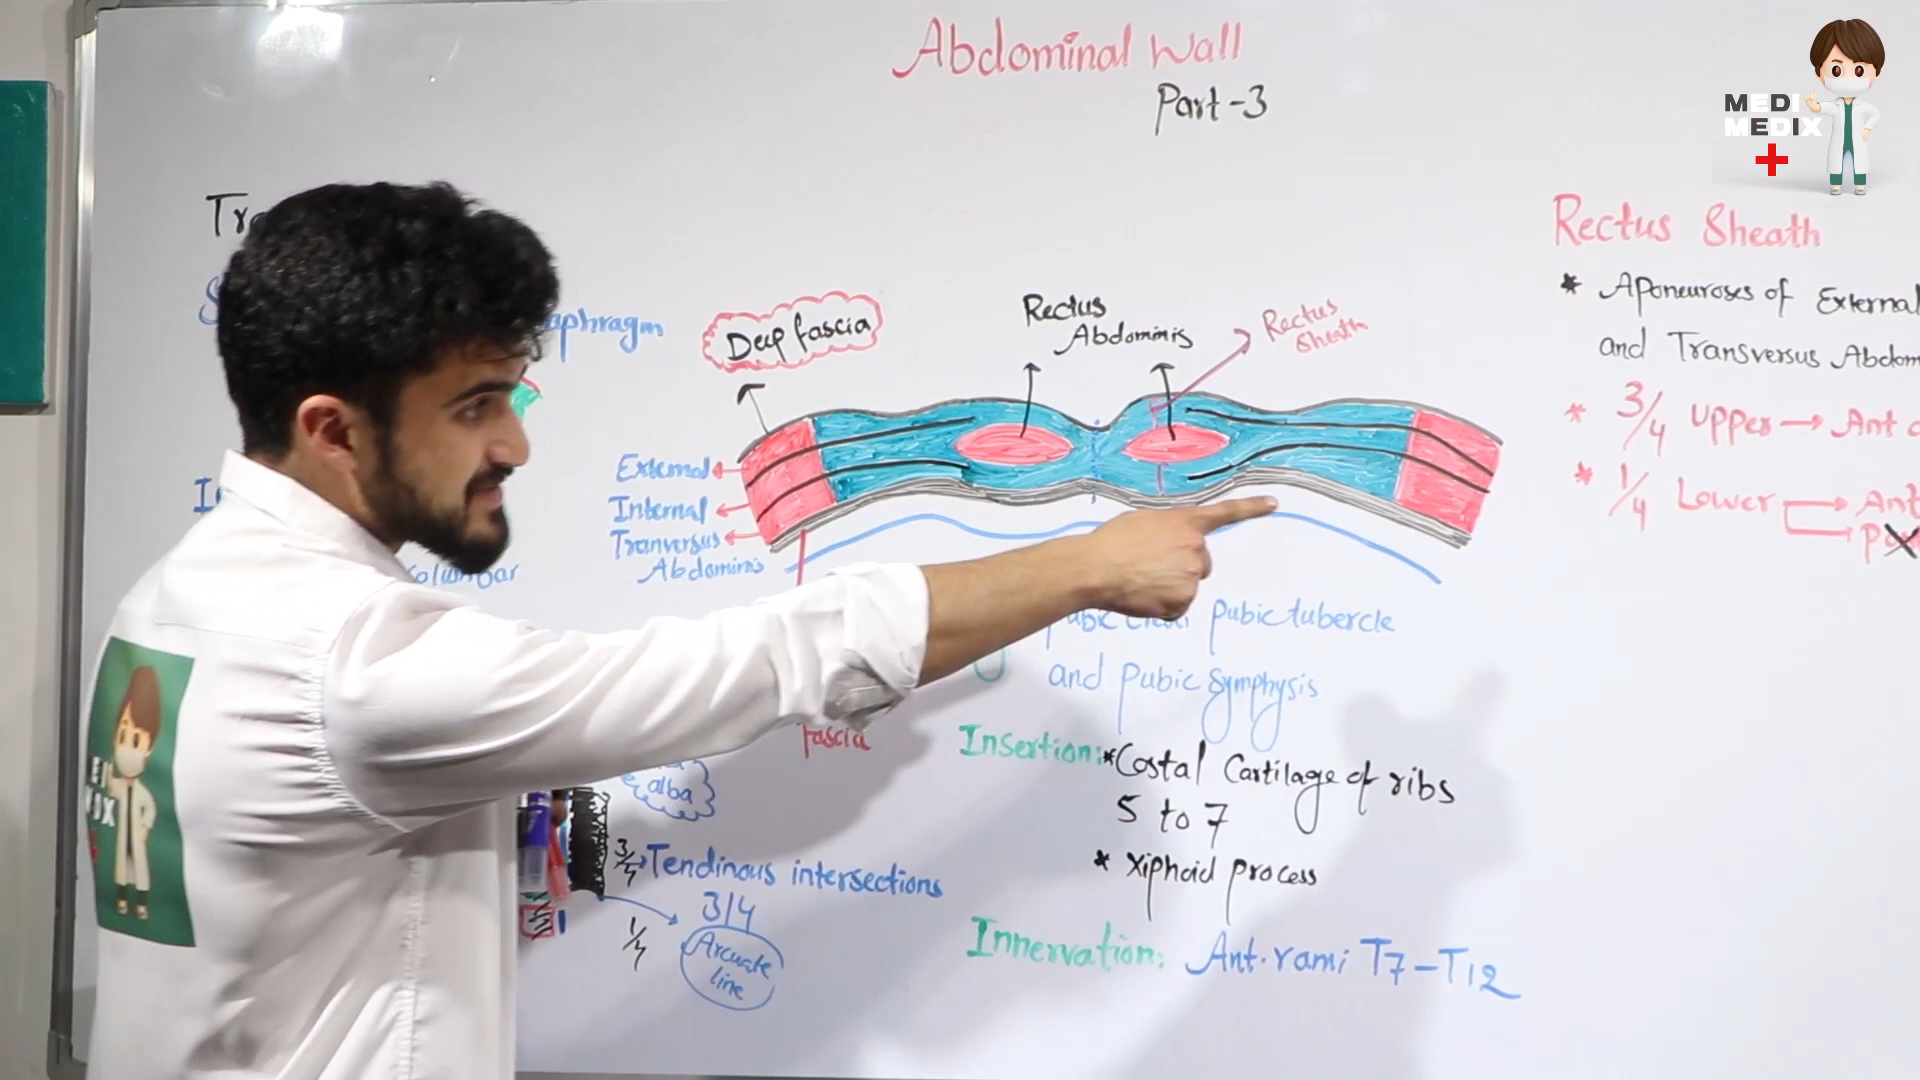 Abdominal Wall
Part-3
MEDI
MEDIX
Rectus Sheath
* Aponeuroses of External
and Transversus Abdom
* 3/4 Upper → Ant
* 1/4 Lower → Ant
aphragm
Deep fascia
Rectus
Abdominis
Rectus
Sheath
External
Internal
Tranversus
Abdominis
Pubic tubercle
and Pubic Symphysis
Insertion: * Costal Cartilage of ribs
5 to 7
* Xiphoid process
Innervation: Ant. rami T7-T12
fascia
alba
3/4 Tendinous intersections
3/4
1/4
Arcuate
line